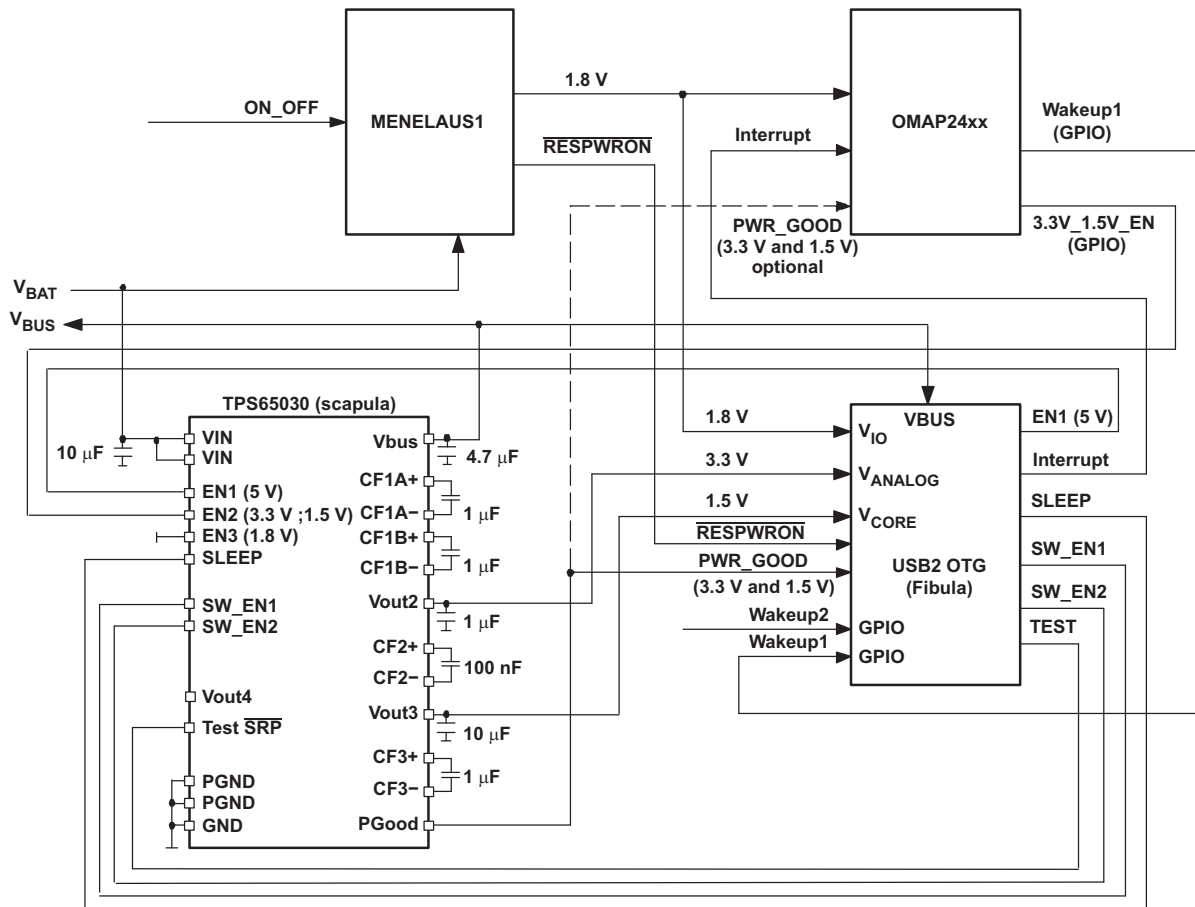 1.8 V
ON_OFF
MENELAUS1
RESPWRON
Interrupt
OMAP24xx
Wakeup1
(GPIO)
PWR_GOOD
(3.3 V and 1.5 V)
optional
3.3V_1.5V_EN
(GPIO)
VBAT
VBUS
TPS65030 (scapula)
VIN
VIN
10 μF
EN1 (5 V)
EN2 (3.3 V ;1.5 V)
EN3 (1.8 V)
SLEEP
SW_EN1
SW_EN2
Vout4
Test SRP
PGND
PGND
GND
Vbus
4.7 μF
CF1A+
CF1A−
1 μF
CF1B+
CF1B−
1 μF
Vout2
1 μF
CF2+
CF2−
100 nF
Vout3
10 μF
CF3+
CF3−
1 μF
PGood
1.8 V
3.3 V
1.5 V
RESPWRON
PWR_GOOD
(3.3 V and 1.5 V)
Wakeup2
Wakeup1
VBUS
VIO
VANALOG
VCORE
USB2 OTG
(Fibula)
GPIO
GPIO
EN1 (5 V)
Interrupt
SLEEP
SW_EN1
SW_EN2
TEST